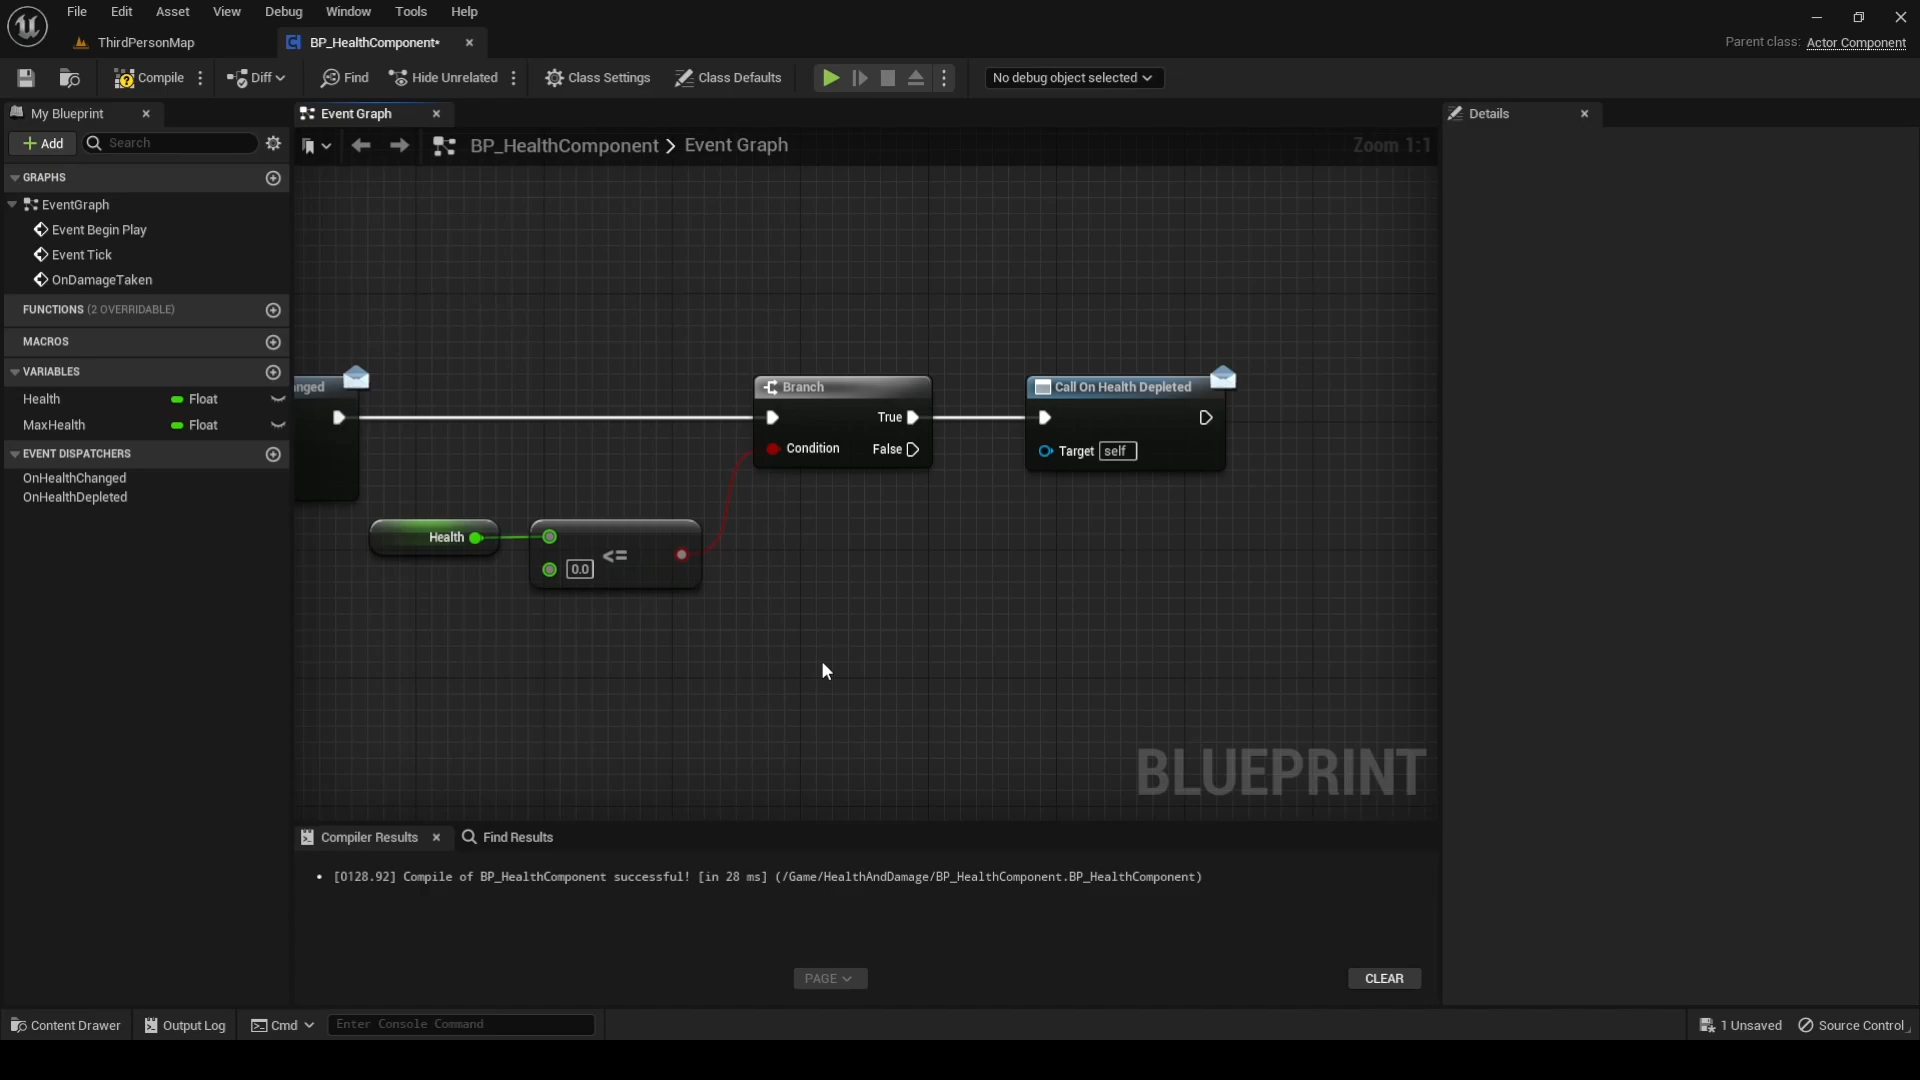 File Edit Asset View Debug Window Tools Help
ThirdPersonMap BP_HealthComponent* Parent class: Actor Component
Compile Diff Find Hide Unrelated Class Settings Class Defaults No debug object selected
My Blueprint Event Graph Details
Add Search BP_HealthComponent > Event Graph Zoom 1:1
GRAPHS
EventGraph
Event Begin Play
Event Tick
OnDamageTaken
FUNCTIONS (2 OVERRIDABLE)
MACROS
VARIABLES
Health Float
MaxHealth Float
EVENT DISPATCHERS
OnHealthChanged
OnHealthDepleted
nged Branch Call On Health Depleted
True
Condition False Target self
Health
<=
0.0
BLUEPRINT
Compiler Results Find Results
• [0128.92] Compile of BP_HealthComponent successful! [in 28 ms] (/Game/HealthAndDamage/BP_HealthComponent.BP_HealthComponent)
PAGE CLEAR
Content Drawer Output Log Cmd Enter Console Command 1 Unsaved Source Control